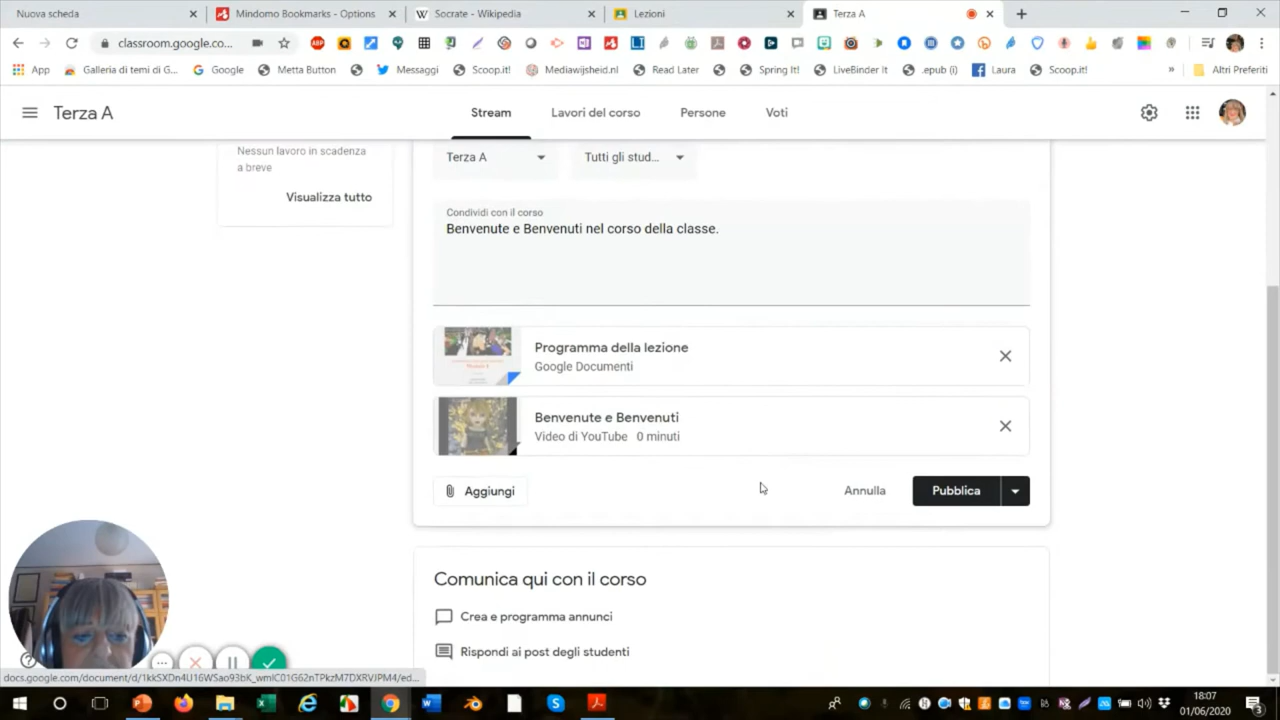 Nuova scheda
Mindomo Bookmarks - Options
Socrate - Wikipedia
Lezioni
Terza A
classroom.google.co...
App
Galleria di temi di G...
Google
Metta Button
Messaggi
Scoop.it!
Mediawijsheid.nl
Read Later
Spring It!
LiveBinder It
.epub (i)
Laura
Scoop.it!
»
Altri Preferiti
Terza A
Stream
Lavori del corso
Persone
Voti
Nessun lavoro in scadenza
a breve
Visualizza tutto
Terza A
Tutti gli stud...
Condividi con il corso
Benvenute e Benvenuti nel corso della classe.
Programma della lezione
Google Documenti
Benvenute e Benvenuti
Video di YouTube 0 minuti
Aggiungi
Annulla
Pubblica
Comunica qui con il corso
Crea e programma annunci
Rispondi ai post degli studenti
18:07
01/06/2020